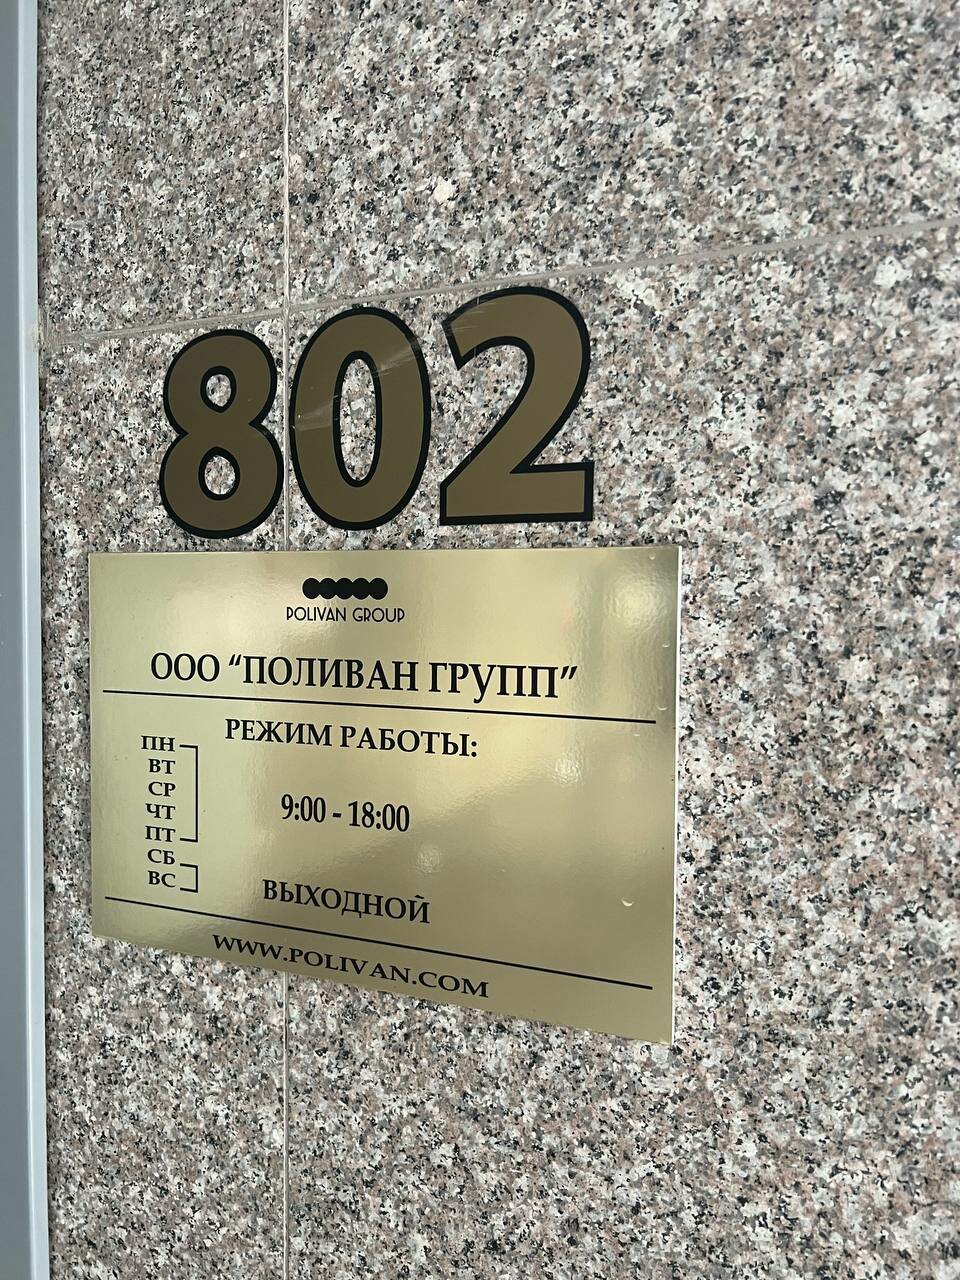 802
POLIVAN GROUP
ООО “ПОЛИВАН ГРУПП”
РЕЖИМ РАБОТЫ:
ПН
ВТ
СР
ЧТ
ПТ
9:00 - 18:00
СБ
ВС
ВЫХОДНОЙ
WWW.POLIVAN.COM